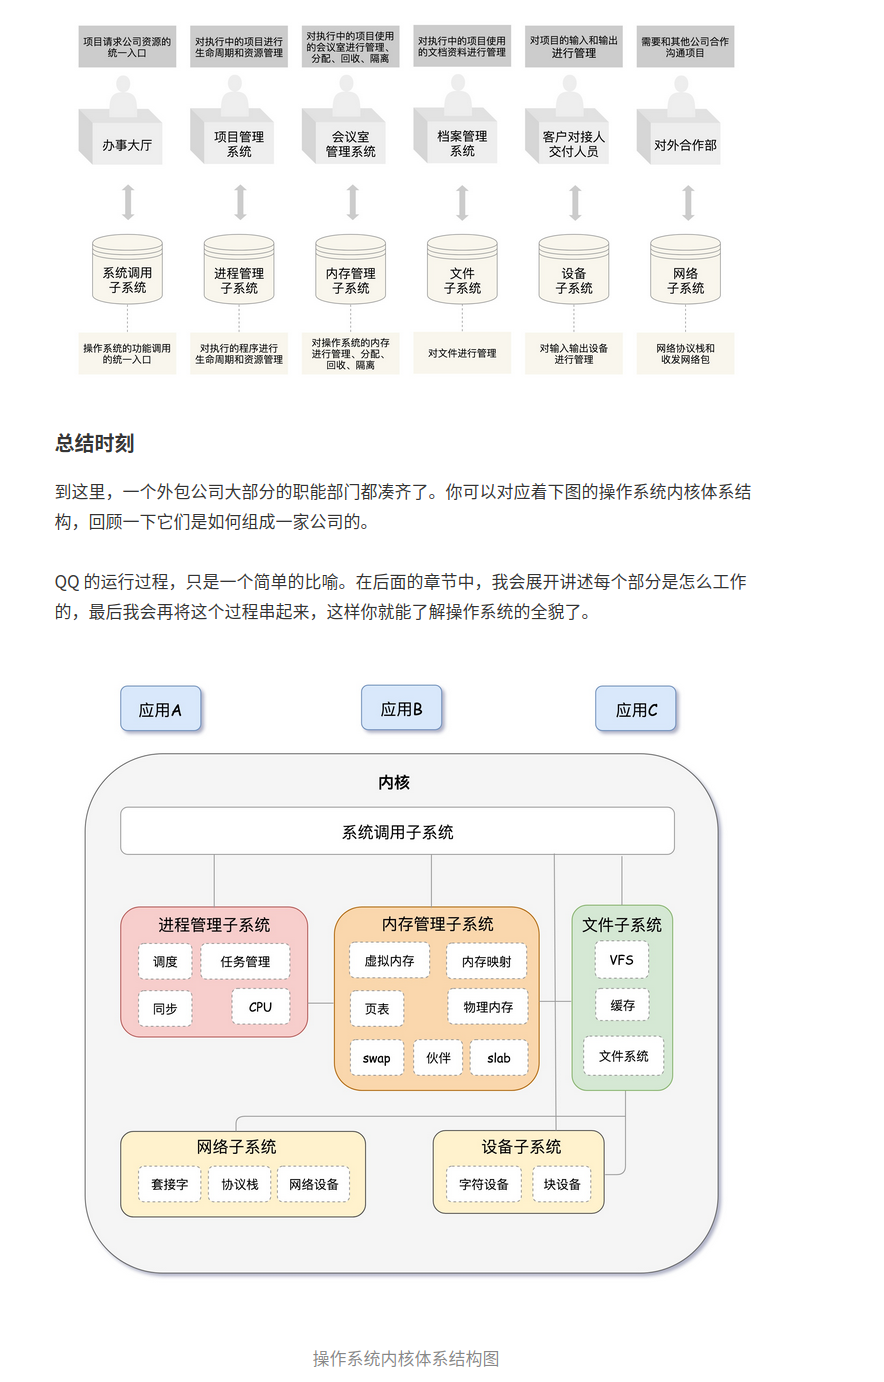 项目请求公司资源的
统一入口
对执行中的项目进行
生命周期和资源管理
对执行中的项目使用
的会议室进行管理、
分配、回收、隔离
对执行中的项目使用
的文档资料进行管理
对项目的输入和输出
进行管理
需要和其他公司合作
沟通项目
办事大厅
项目管理
系统
会议室
管理系统
档案管理
系统
客户对接人
交付人员
对外合作部
系统调用
子系统
进程管理
子系统
内存管理
子系统
文件
子系统
设备
子系统
网络
子系统
操作系统的功能调用
的统一入口
对执行的程序进行
生命周期和资源管理
对操作系统的内存
进行管理、分配、
回收、隔离
对文件进行管理
对输入输出设备
进行管理
网络协议栈和
收发网络包
总结时刻
到这里，一个外包公司大部分的职能部门都凑齐了。你可以对应着下图的操作系统内核体系结
构，回顾一下它们是如何组成一家公司的。
QQ 的运行过程，只是一个简单的比喻。在后面的章节中，我会展开讲述每个部分是怎么工作
的，最后我会再将这个过程串起来，这样你就能了解操作系统的全貌了。
应用A
应用B
应用C
内核
系统调用子系统
进程管理子系统
调度
任务管理
同步
CPU
内存管理子系统
虚拟内存
内存映射
页表
物理内存
swap
伙伴
slab
文件子系统
VFS
缓存
文件系统
网络子系统
套接字
协议栈
网络设备
设备子系统
字符设备
块设备
操作系统内核体系结构图